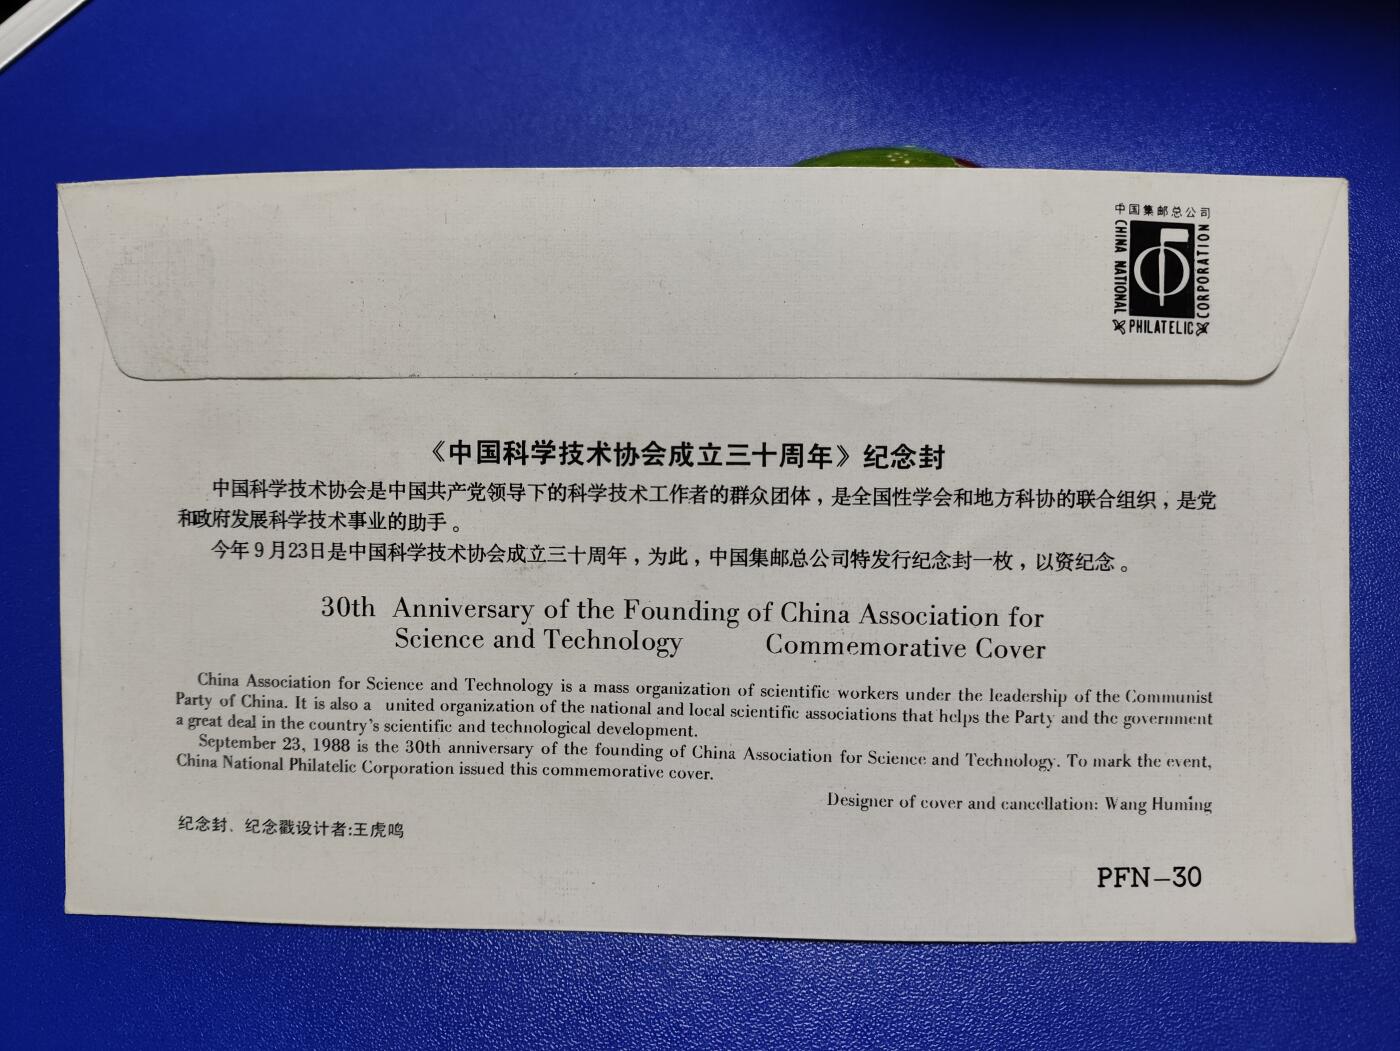 中国集邮总公司
CHINA NATIONAL
PHILATELIC
CORPORATION
《中国科学技术协会成立三十周年》纪念封
中国科学技术协会是中国共产党领导下的科学技术工作者的群众团体，是全国性学会和地方科协的联合组织，是党
和政府发展科学技术事业的助手。
今年9月23日是中国科学技术协会成立三十周年，为此，中国集邮总公司特发行纪念封一枚，以资纪念。
30th Anniversary of the Founding of China Association for
Science and Technology Commemorative Cover
China Association for Science and Technology is a mass organization of scientific workers under the leadership of the Communist
Party of China. It is also a united organization of the national and local scientific associations that helps the Party and the government
a great deal in the country's scientific and technological development.
September 23, 1988 is the 30th anniversary of the founding of China Association for Science and Technology. To mark the event,
China National Philatelic Corporation issued this commemorative cover.
Designer of cover and cancellation: Wang Huming
纪念封、纪念戳设计者:王虎鸣
PFN–30